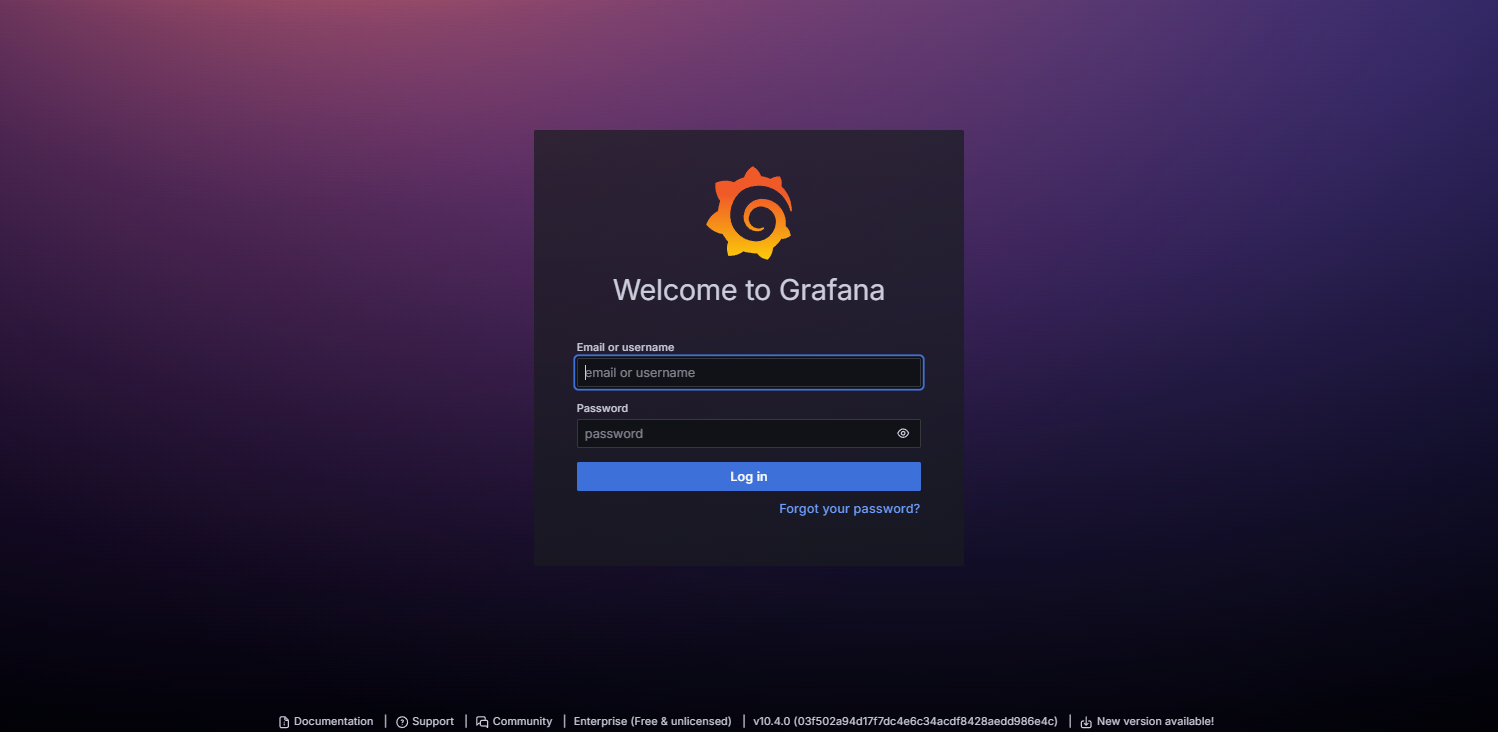 Welcome to Grafana
Email or username
email or username
Password
password
Log in
Forgot your password?
Documentation | Support | Community | Enterprise (Free & unlicensed) | v10.4.0 (03f502a94d17f7dc4e6c34acdf8428aedd986e4c) | New version available!